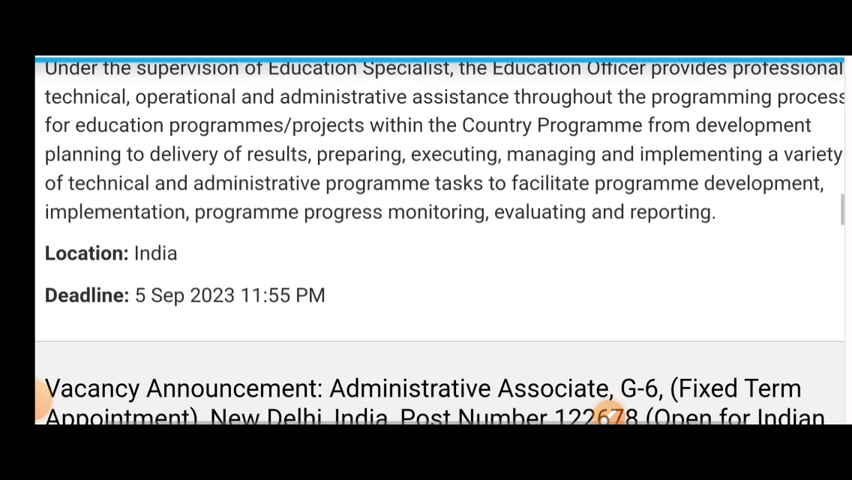 Under the supervision of Education Specialist, the Education Officer provides professional
technical, operational and administrative assistance throughout the programming process
for education programmes/projects within the Country Programme from development
planning to delivery of results, preparing, executing, managing and implementing a variety
of technical and administrative programme tasks to facilitate programme development,
implementation, programme progress monitoring, evaluating and reporting.
Location: India
Deadline: 5 Sep 2023 11:55 PM
Vacancy Announcement: Administrative Associate, G-6, (Fixed Term
Appointment), New Delhi, India, Post Number 122678 (Open for Indian